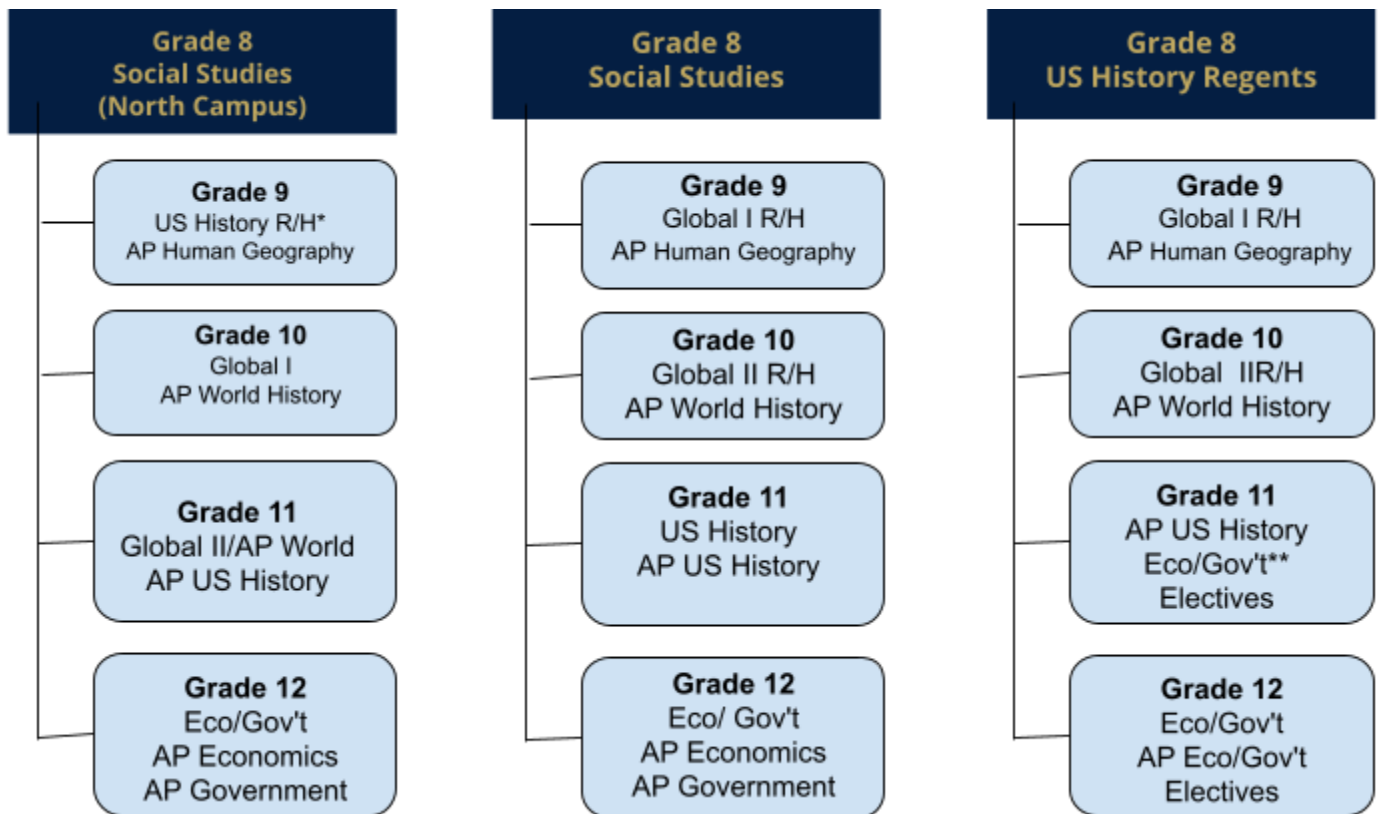 Grade 8
Social Studies
(North Campus)
Grade 9
US History R/H*
AP Human Geography
Grade 10
Global I
AP World History
Grade 11
Global II/AP World
AP US History
Grade 12
Eco/Gov't
AP Economics
AP Government
Grade 8
Social Studies
Grade 9
Global I R/H
AP Human Geography
Grade 10
Global II R/H
AP World History
Grade 11
US History
AP US History
Grade 12
Eco/ Gov't
AP Economics
AP Government
Grade 8
US History Regents
Grade 9
Global I R/H
AP Human Geography
Grade 10
Global IIR/H
AP World History
Grade 11
AP US History
Eco/Gov't**
Electives
Grade 12
Eco/Gov't
AP Eco/Gov't
Electives